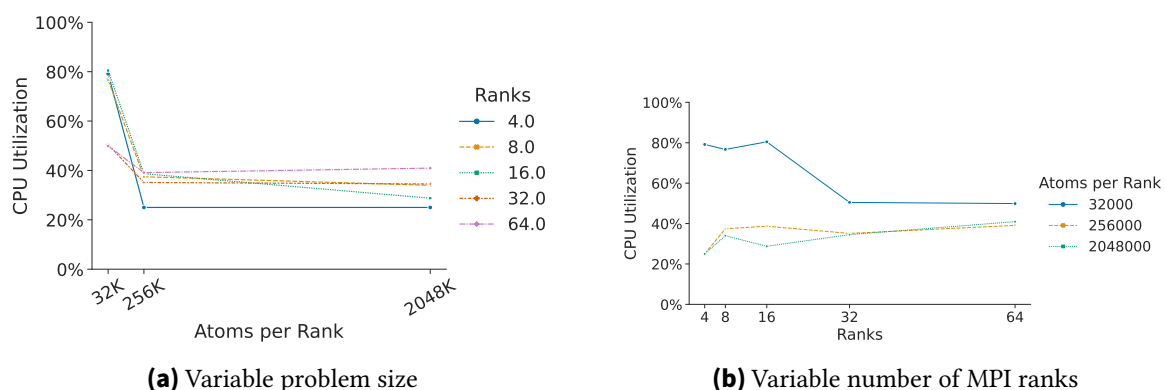 100%
80%
60%
40%
20%
0%
CPU Utilization
32K
256K
2048K
Atoms per Rank
Ranks
4.0
8.0
16.0
32.0
64.0
(a) Variable problem size
100%
80%
60%
40%
20%
0%
CPU Utilization
4 8 16 32 64
Ranks
Atoms per Rank
32000
256000
2048000
(b) Variable number of MPI ranks